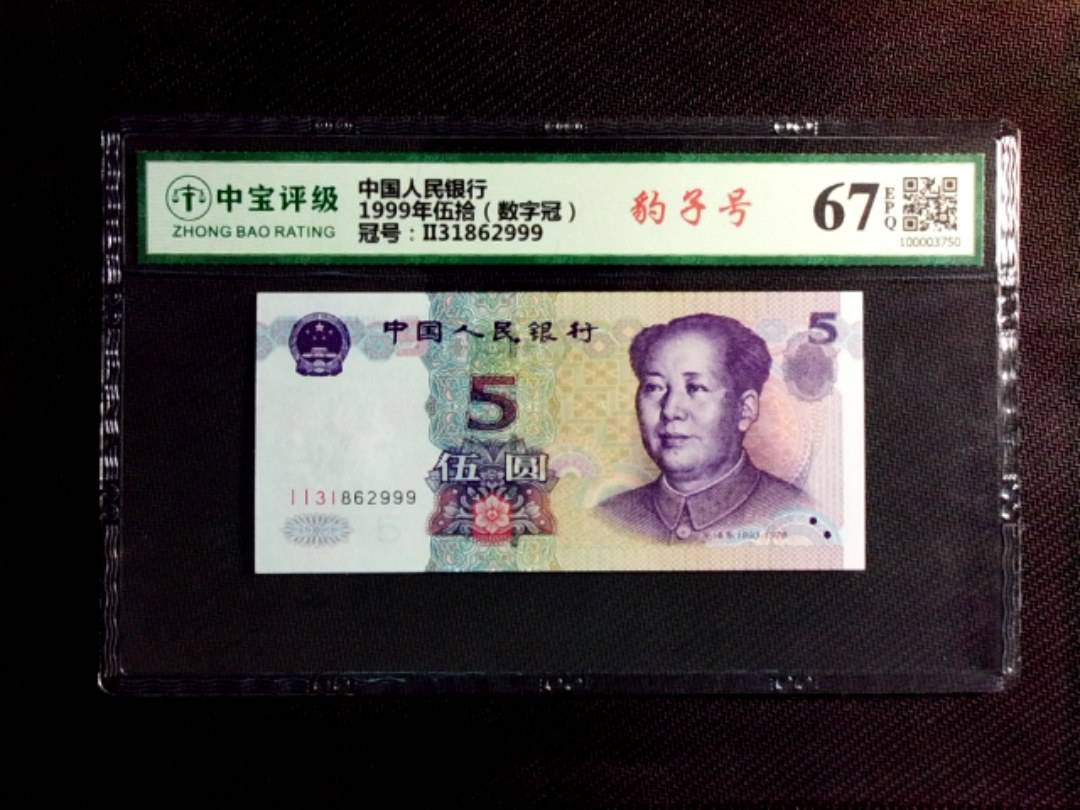 中宝评级
ZHONG BAO RATING
中国人民银行
1999年伍拾（数字冠）
冠号：II31862999
豹子号
67
EPQ
100003750
中国人民银行
5
5
伍圆
II31862999